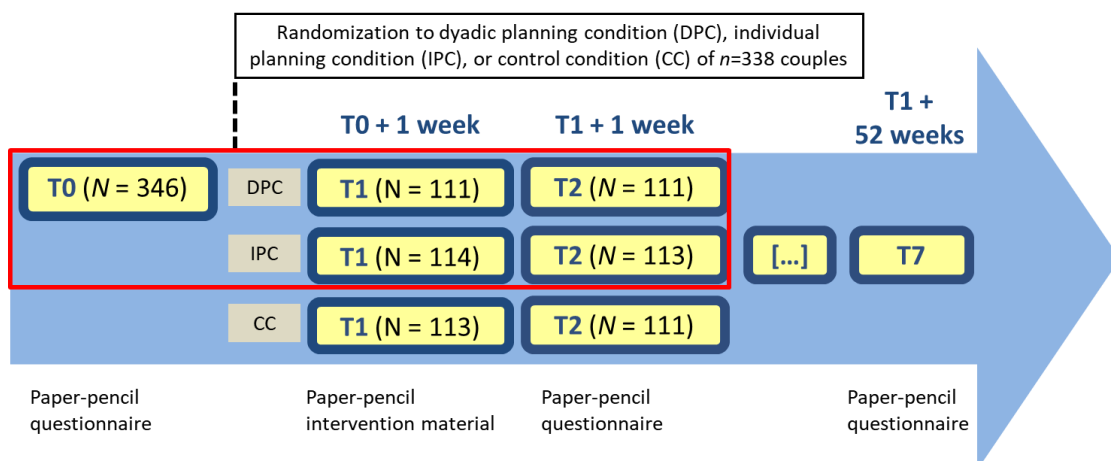 Randomization to dyadic planning condition (DPC), individual
planning condition (IPC), or control condition (CC) of n=338 couples
T0 + 1 week
T1 + 1 week
T1 +
52 weeks
T0 (N = 346)
DPC
T1 (N = 111)
T2 (N = 111)
IPC
T1 (N = 114)
T2 (N = 113)
[...]
T7
CC
T1 (N = 113)
T2 (N = 111)
Paper-pencil
questionnaire
Paper-pencil
intervention material
Paper-pencil
questionnaire
Paper-pencil
questionnaire